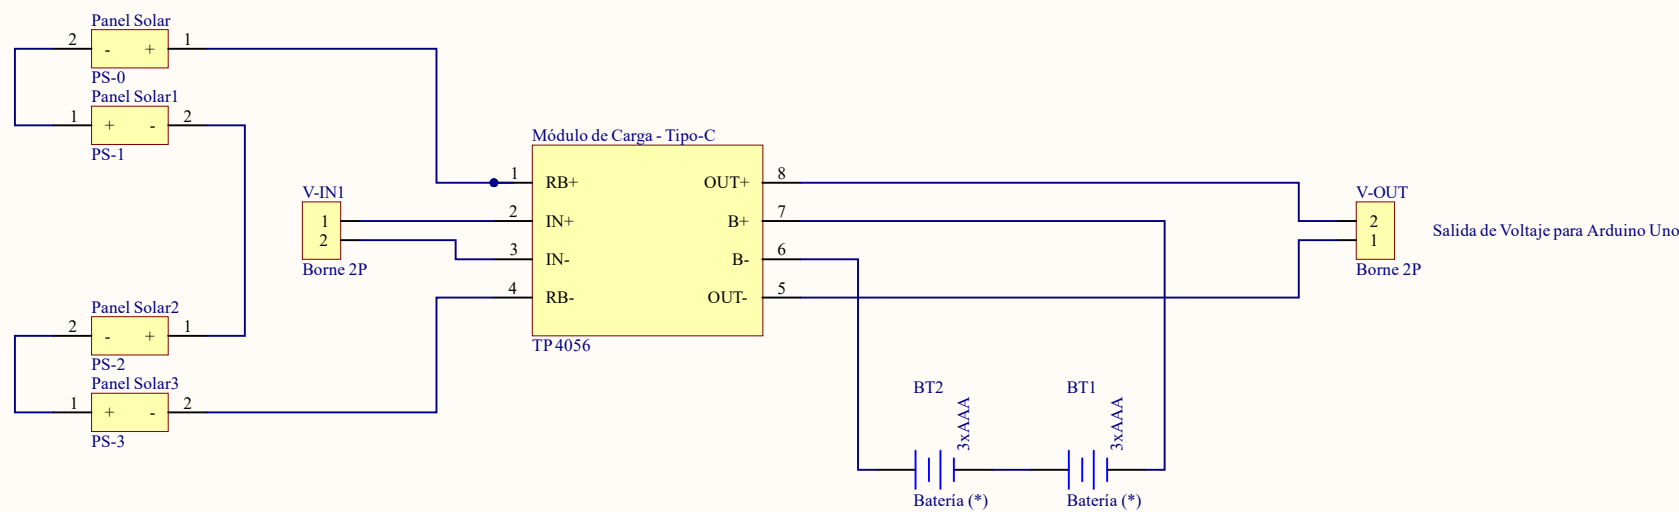 Panel Solar
2 - + 1
PS-0
Panel Solar1
1 + - 2
PS-1
Panel Solar2
2 - + 1
PS-2
Panel Solar3
1 + - 2
PS-3
V-IN1
1
2
Borne 2P
Módulo de Carga - Tipo-C
1 RB+ OUT+ 8
2 IN+ B+ 7
3 IN- B- 6
4 RB- OUT- 5
TP4056
BT2
3xAAA
Batería (*)
BT1
3xAAA
Batería (*)
V-OUT
2
1
Borne 2P
Salida de Voltaje para Arduino Uno